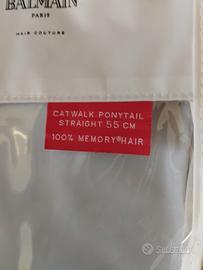 BALMAIN
PARIS
HAIR COUTURE
CATWALK PONYTAIL
STRAIGHT 55 CM
100% MEMORY®HAIR
subito